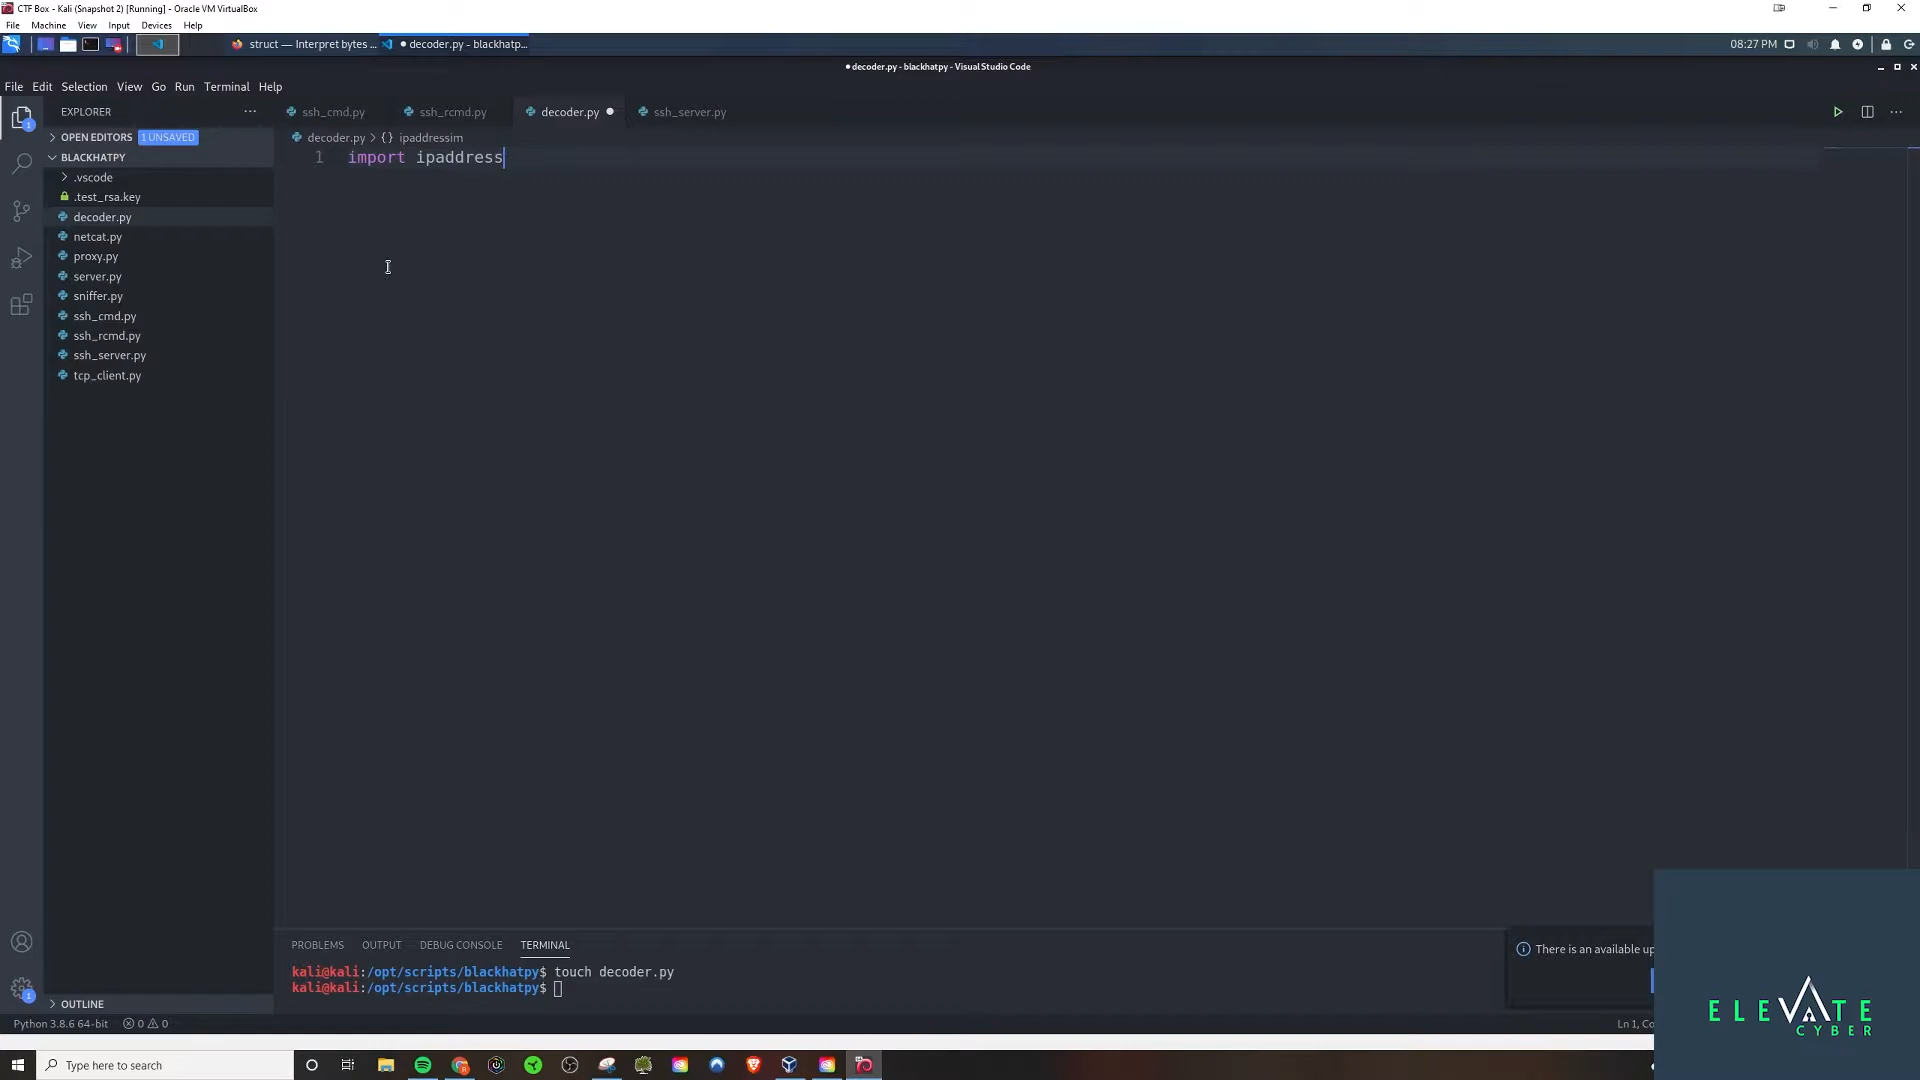 CTF Box - Kali (Snapshot 2) [Running] - Oracle VM VirtualBox
File Machine View Input Devices Help
struct — Interpret bytes ... ● decoder.py - blackhatp... 08:27 PM
● decoder.py - blackhatpy - Visual Studio Code
File Edit Selection View Go Run Terminal Help
EXPLORER ··· ssh_cmd.py ssh_rcmd.py decoder.py ● ssh_server.py ···
OPEN EDITORS 1 UNSAVED
decoder.py > {} ipaddressim
BLACKHATPY
1 import ipaddress
.vscode
.test_rsa.key
decoder.py
netcat.py
proxy.py
server.py
sniffer.py
ssh_cmd.py
ssh_rcmd.py
ssh_server.py
tcp_client.py
PROBLEMS OUTPUT DEBUG CONSOLE TERMINAL
There is an available up
kali@kali:/opt/scripts/blackhatpy$ touch decoder.py
kali@kali:/opt/scripts/blackhatpy$
OUTLINE
Python 3.8.6 64-bit 0 0 Ln 1, Co
ELEVATE
CYBER
Type here to search